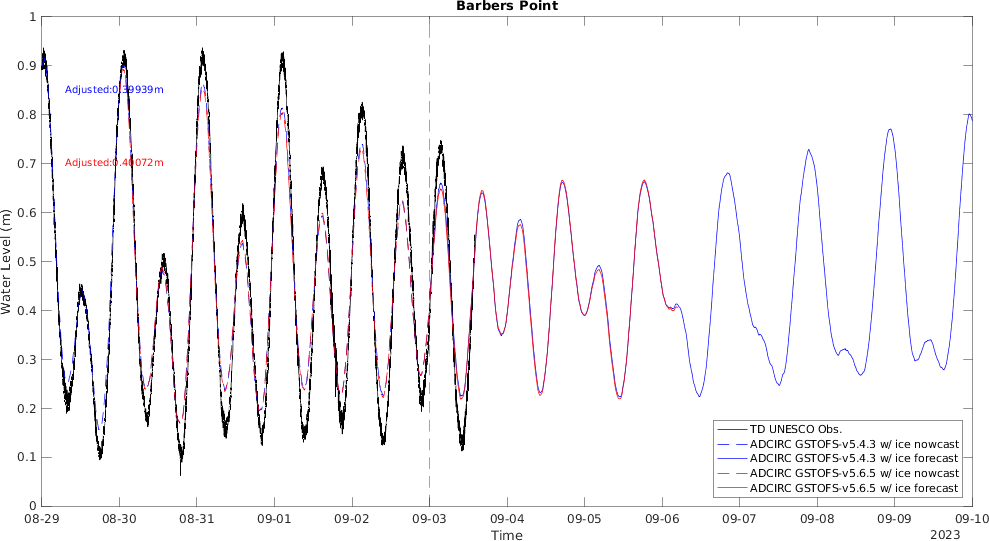 Barbers Point
Water Level (m)
1
0.9
0.8
0.7
0.6
0.5
0.4
0.3
0.2
0.1
0
Adjusted:0.39939m
Adjusted:0.40072m
TD UNESCO Obs.
ADCIRC GSTOFS-v5.4.3 w/ ice nowcast
ADCIRC GSTOFS-v5.4.3 w/ ice forecast
ADCIRC GSTOFS-v5.6.5 w/ ice nowcast
ADCIRC GSTOFS-v5.6.5 w/ ice forecast
08-29 08-30 08-31 09-01 09-02 09-03 09-04 09-05 09-06 09-07 09-08 09-09 09-10
Time
2023